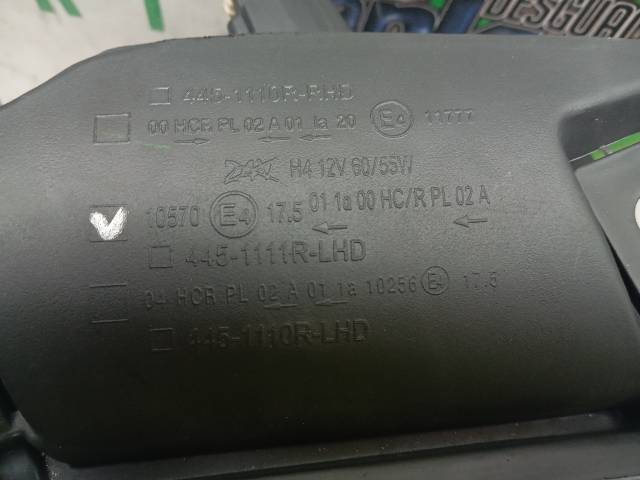 DESGUA
445-1110R-RHD
00 HCR PL 02 A 01 1a 20 E4 11777
H4 12V 60/55W
10570 E4 17.5 01 1a 00 HC/R PL 02 A
445-1111R-LHD
04 HCR PL 02 A 01 1a 10256 E4 17.5
445-1110R-LHD